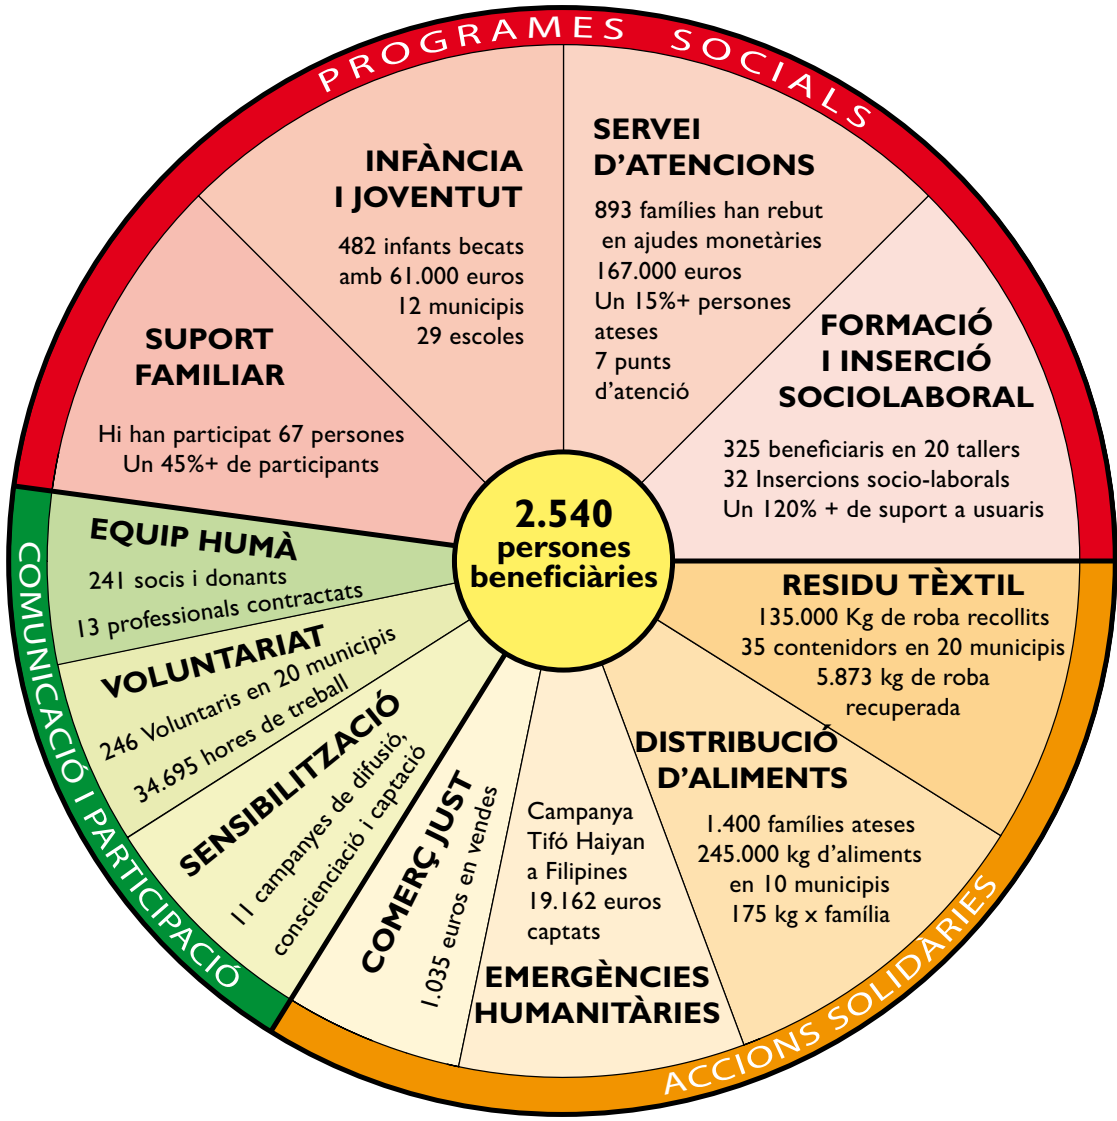 PROGRAMES SOCIALS
SUPORT
FAMILIAR
Hi han participat 67 persones
Un 45%+ de participants
INFÀNCIA
I JOVENTUT
482 infants becats
amb 61.000 euros
12 municipis
29 escoles
SERVEI
D’ATENCIONS
893 famílies han rebut
en ajudes monetàries
167.000 euros
Un 15%+ persones
ateses
7 punts
d’atenció
FORMACIÓ
I INSERCIÓ
SOCIOLABORAL
325 beneficiaris en 20 tallers
32 Insercions socio-laborals
Un 120% + de suport a usuaris
2.540
persones
beneficiàries
COMUNICACIÓ I PARTICIPACIÓ
EQUIP HUMÀ
241 socis i donants
13 professionals contractats
VOLUNTARIAT
246 Voluntaris en 20 municipis
34.695 hores de treball
SENSIBILITZACIÓ
11 campanyes de difusió,
conscienciació i captació
ACCIONS SOLIDÀRIES
COMERÇ JUST
1.035 euros en vendes
Campanya
Tifó Haiyan
a Filipines
19.162 euros
captats
EMERGÈNCIES
HUMANITÀRIES
DISTRIBUCIÓ
D’ALIMENTS
1.400 famílies ateses
245.000 kg d’aliments
en 10 municipis
175 kg x família
RESIDU TÈXTIL
135.000 Kg de roba recollits
35 contenidors en 20 municipis
5.873 kg de roba
recuperada